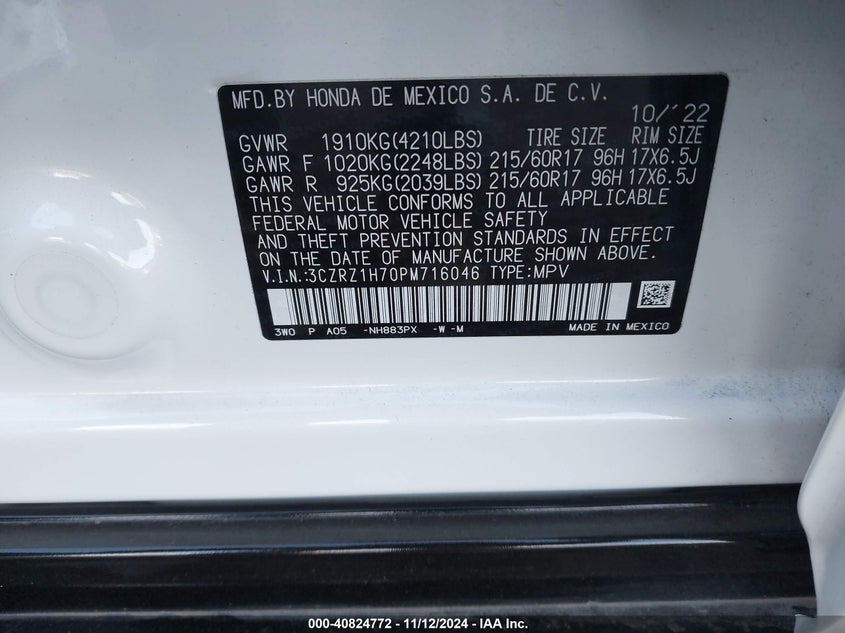 MFD.BY HONDA DE MEXICO S.A. DE C.V.
10/'22
GVWR 1910KG(4210LBS) TIRE SIZE RIM SIZE
GAWR F 1020KG(2248LBS) 215/60R17 96H 17X6.5J
GAWR R 925KG(2039LBS) 215/60R17 96H 17X6.5J
THIS VEHICLE CONFORMS TO ALL APPLICABLE
FEDERAL MOTOR VEHICLE SAFETY
AND THEFT PREVENTION STANDARDS IN EFFECT
ON THE DATE OF MANUFACTURE SHOWN ABOVE.
V.I.N.:3CZRZ1H70PM716046 TYPE:MPV
3W0 P A05 -NH883PX -W -M MADE IN MEXICO
000-40824772 - 11/12/2024 - IAA Inc.